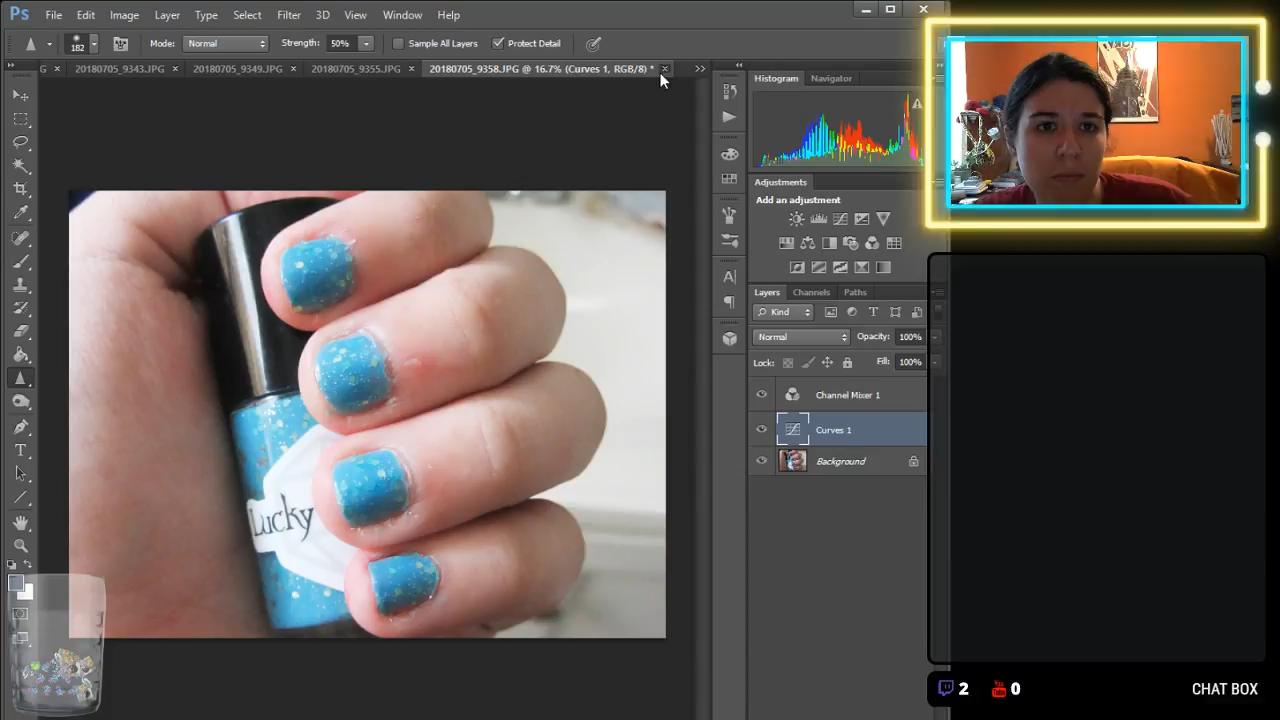 Ps File Edit Image Layer Type Select Filter 3D View Window Help
182 Mode: Normal Strength: 50% Sample All Layers Protect Detail
G × 20180705_9343.JPG × 20180705_9349.JPG × 20180705_9355.JPG × 20180705_9358.JPG @ 16.7% (Curves 1, RGB/8) * ×
Histogram Navigator
Adjustments
Add an adjustment
Layers Channels Paths
Kind
Normal Opacity: 100%
Lock: Fill: 100%
Channel Mixer 1
Curves 1
Background
Lucky
2 0 CHAT BOX